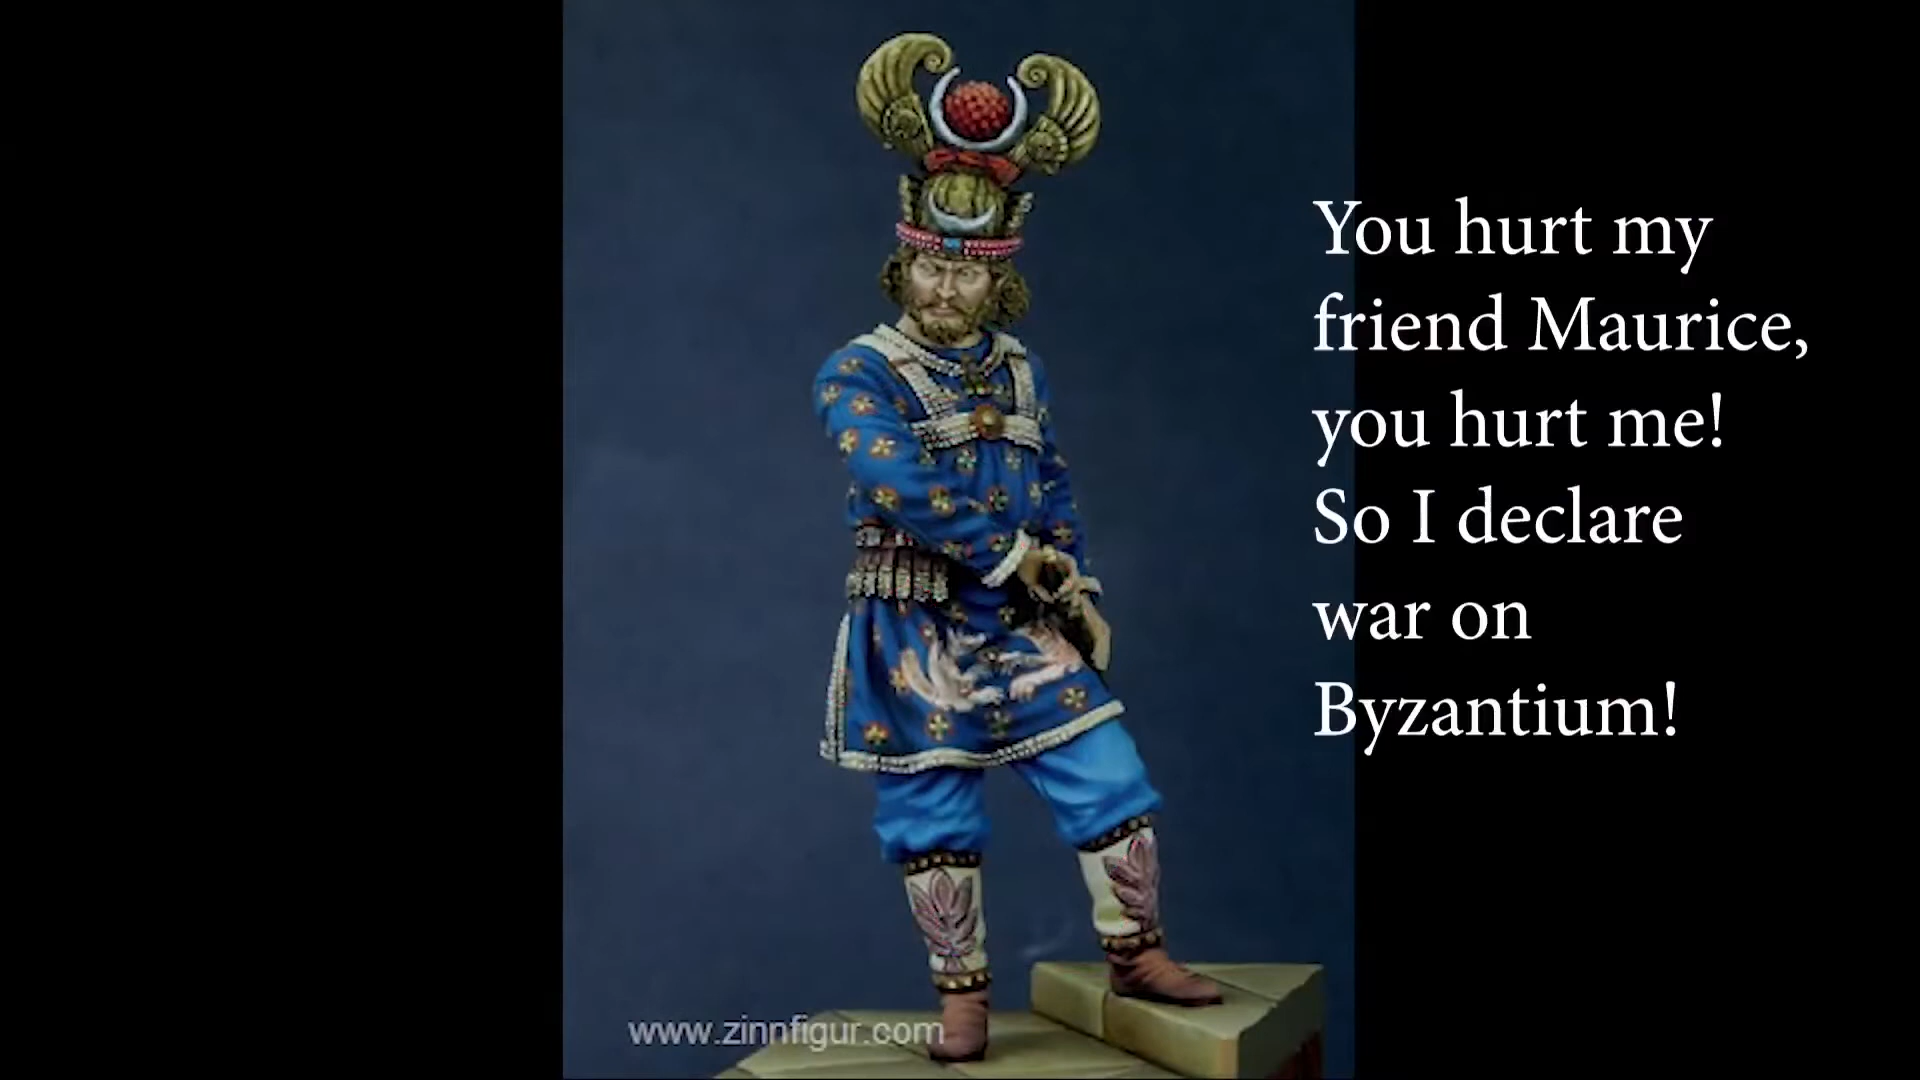 You hurt my
friend Maurice,
you hurt me!
So I declare
war on
Byzantium!
www.zinnfigur.com